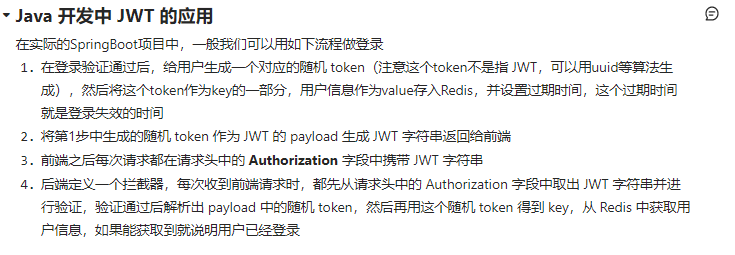 Java 开发中 JWT 的应用
在实际的SpringBoot项目中，一般我们可以用如下流程做登录
1. 在登录验证通过后，给用户生成一个对应的随机 token（注意这个token不是指 JWT，可以用uuid等算法生
成），然后将这个token作为key的一部分，用户信息作为value存入Redis，并设置过期时间，这个过期时间
就是登录失效的时间
2. 将第1步中生成的随机 token 作为 JWT 的 payload 生成 JWT 字符串返回给前端
3. 前端之后每次请求都在请求头中的 Authorization 字段中携带 JWT 字符串
4. 后端定义一个拦截器，每次收到前端请求时，都先从请求头中的 Authorization 字段中取出 JWT 字符串并进
行验证，验证通过后解析出 payload 中的随机 token，然后再用这个随机 token 得到 key，从 Redis 中获取用
户信息，如果能获取到就说明用户已经登录